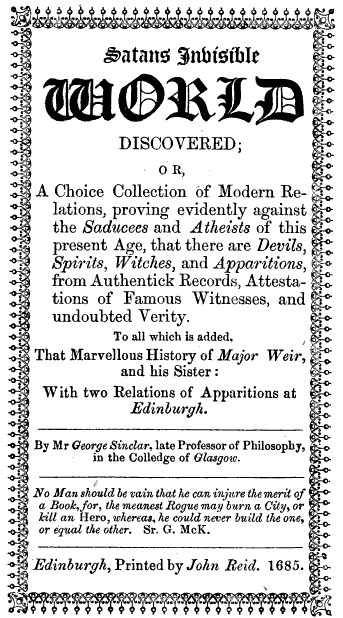 Satans Invisible
WORLD
DISCOVERED;
OR,
A Choice Collection of Modern Re-
lations, proving evidently against
the Saducees and Atheists of this
present Age, that there are Devils,
Spirits, Witches, and Apparitions,
from Authentick Records, Attesta-
tions of Famous Witnesses, and
undoubted Verity.
To all which is added,
That Marvellous History of Major Weir,
and his Sister:
With two Relations of Apparitions at
Edinburgh.
By Mr George Sinclar, late Professor of Philosophy,
in the Colledge of Glasgow.
No Man should be vain that he can injure the merit of
a Book, for, the meanest Rogue may burn a City, or
kill an Hero, whereas, he could never build the one,
or equal the other. Sr. G. McK.
Edinburgh, Printed by John Reid. 1685.